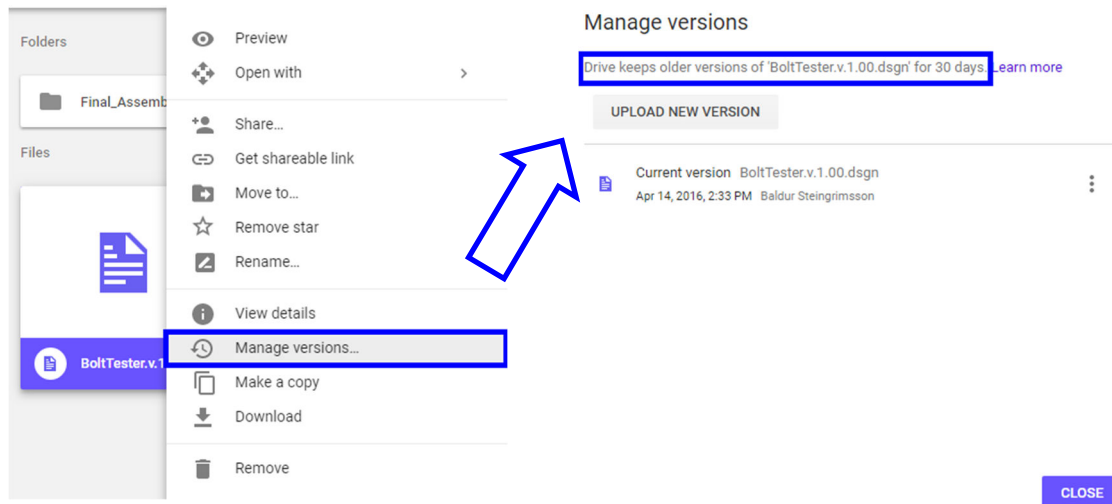 Folders
Final_Assemb
Files
BoltTester.v.1
Preview
Open with
Share...
Get shareable link
Move to...
Remove star
Rename...
View details
Manage versions...
Make a copy
Download
Remove
Manage versions
Drive keeps older versions of 'BoltTester.v.1.00.dsgn' for 30 days. Learn more
UPLOAD NEW VERSION
Current version BoltTester.v.1.00.dsgn
Apr 14, 2016, 2:33 PM Baldur Steingrimsson
CLOSE